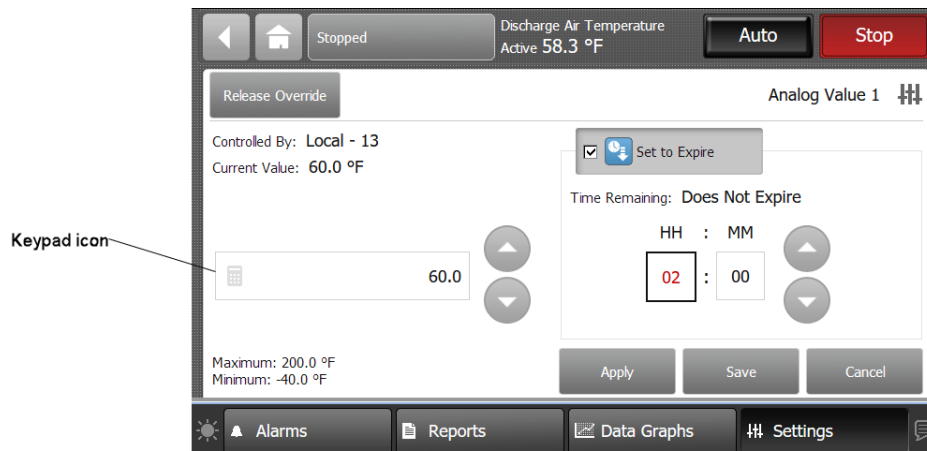 Stopped
Discharge Air Temperature
Active 58.3 °F
Auto
Stop
Release Override
Analog Value 1
Controlled By: Local - 13
Current Value: 60.0 °F
Set to Expire
Time Remaining: Does Not Expire
HH : MM
Keypad icon
60.0
02 : 00
Maximum: 200.0 °F
Minimum: -40.0 °F
Apply
Save
Cancel
Alarms
Reports
Data Graphs
Settings